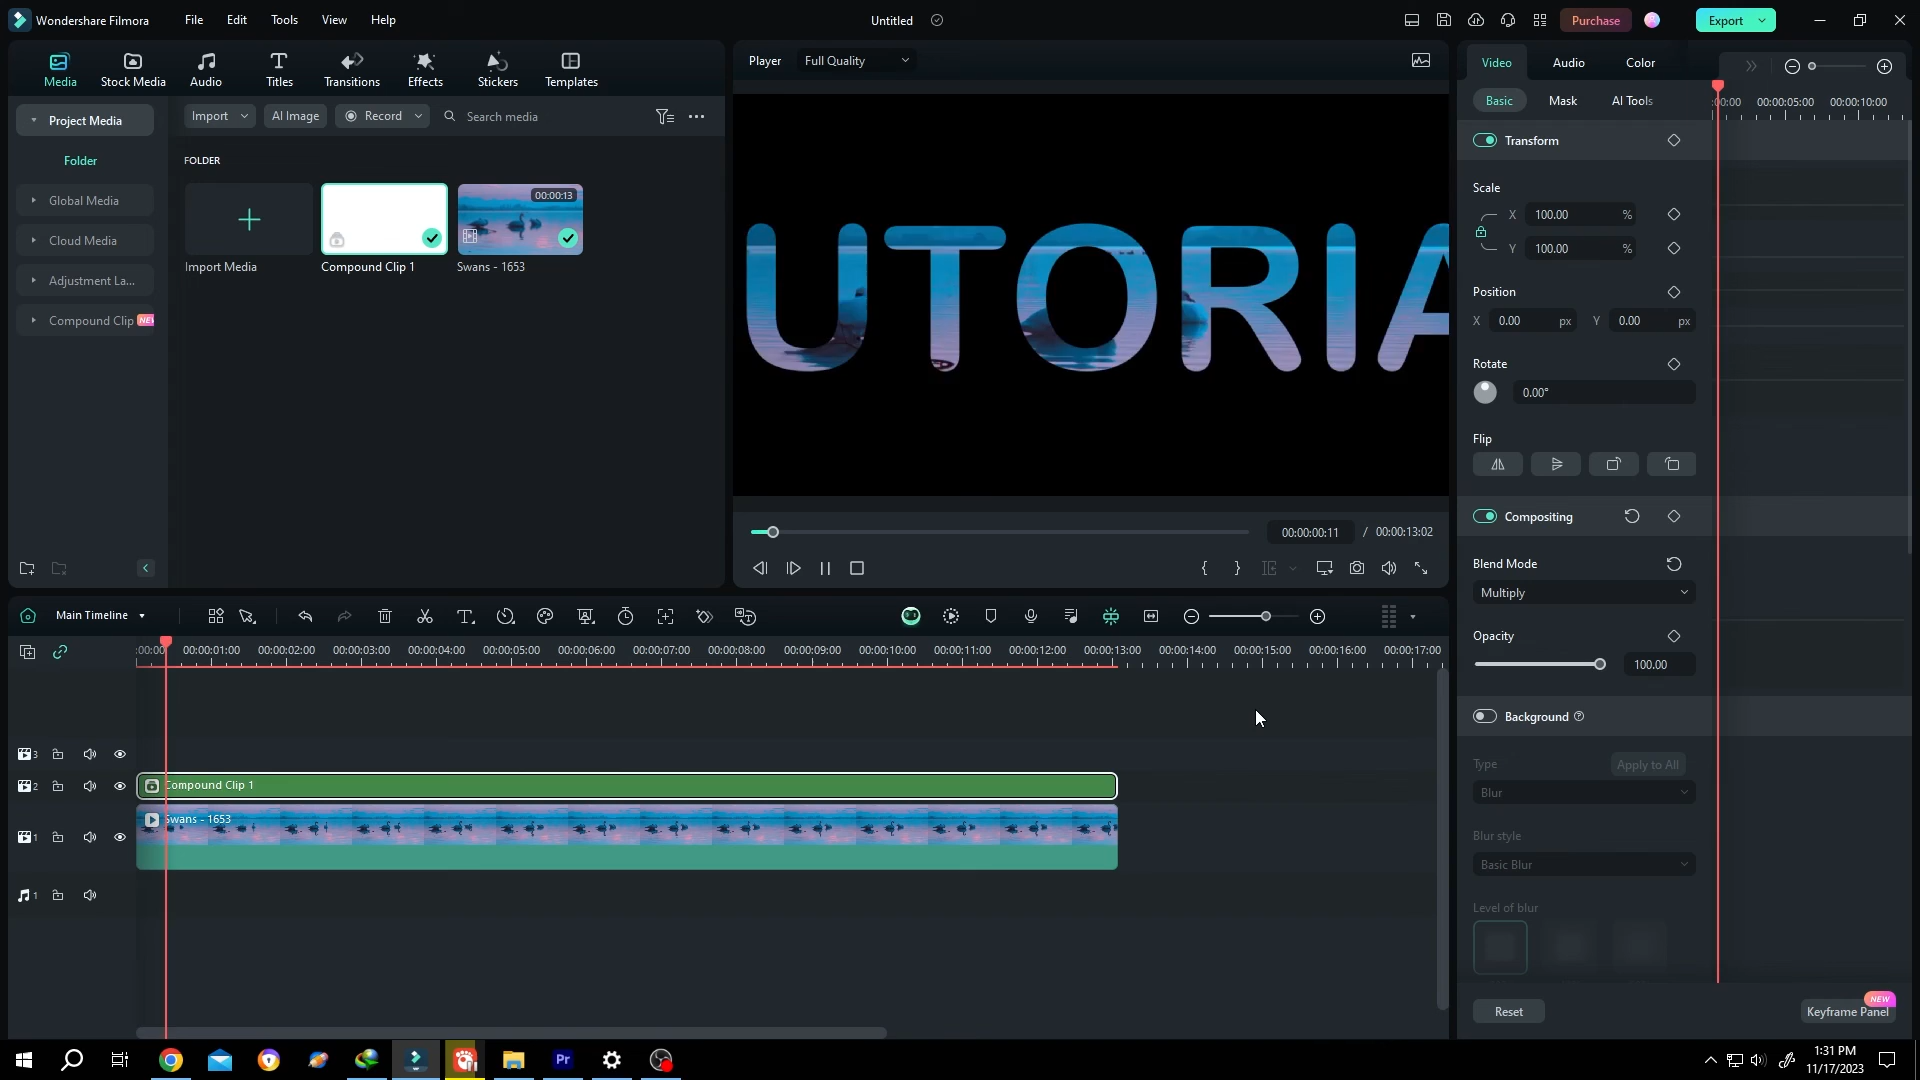 Wondershare Filmora
File
Edit
Tools
View
Help
Untitled
Purchase
Export
Media
Stock Media
Audio
Titles
Transitions
Effects
Stickers
Templates
Project Media
Folder
Global Media
Cloud Media
Adjustment La...
Compound Clip
Import
AI Image
Record
Search media
FOLDER
00:00:13
Import Media
Compound Clip 1
Swans - 1653
Player
Full Quality
UTORIA
00:00:00:11 / 00:00:13:02
Video
Audio
Color
Basic
Mask
AI Tools
Transform
Scale
X 100.00 %
Y 100.00 %
Position
X 0.00 px Y 0.00 px
Rotate
0.00°
Flip
Compositing
Blend Mode
Multiply
Opacity
100.00
Background
Type
Apply to All
Blur
Blur style
Basic Blur
Level of blur
Reset
NEW
Keyframe Panel
:00:00 00:00:05:00 00:00:10:00
Main Timeline
:00:00 00:00:01:00 00:00:02:00 00:00:03:00 00:00:04:00 00:00:05:00 00:00:06:00 00:00:07:00 00:00:08:00 00:00:09:00 00:00:10:00 00:00:11:00 00:00:12:00 00:00:13:00 00:00:14:00 00:00:15:00 00:00:16:00 00:00:17:00
3
2
Compound Clip 1
Swans - 1653
1
1
Pr
1:31 PM
11/17/2023